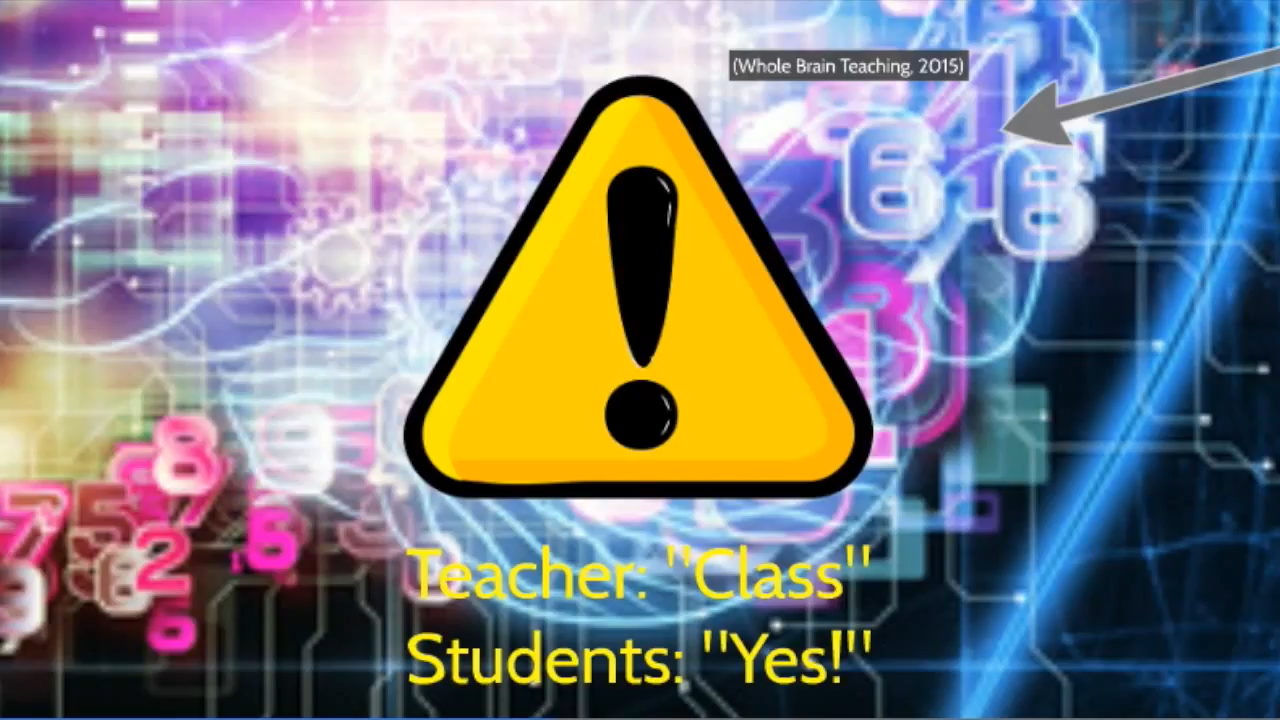 (Whole Brain Teaching, 2015)
Teacher: "Class"
Students: "Yes!"